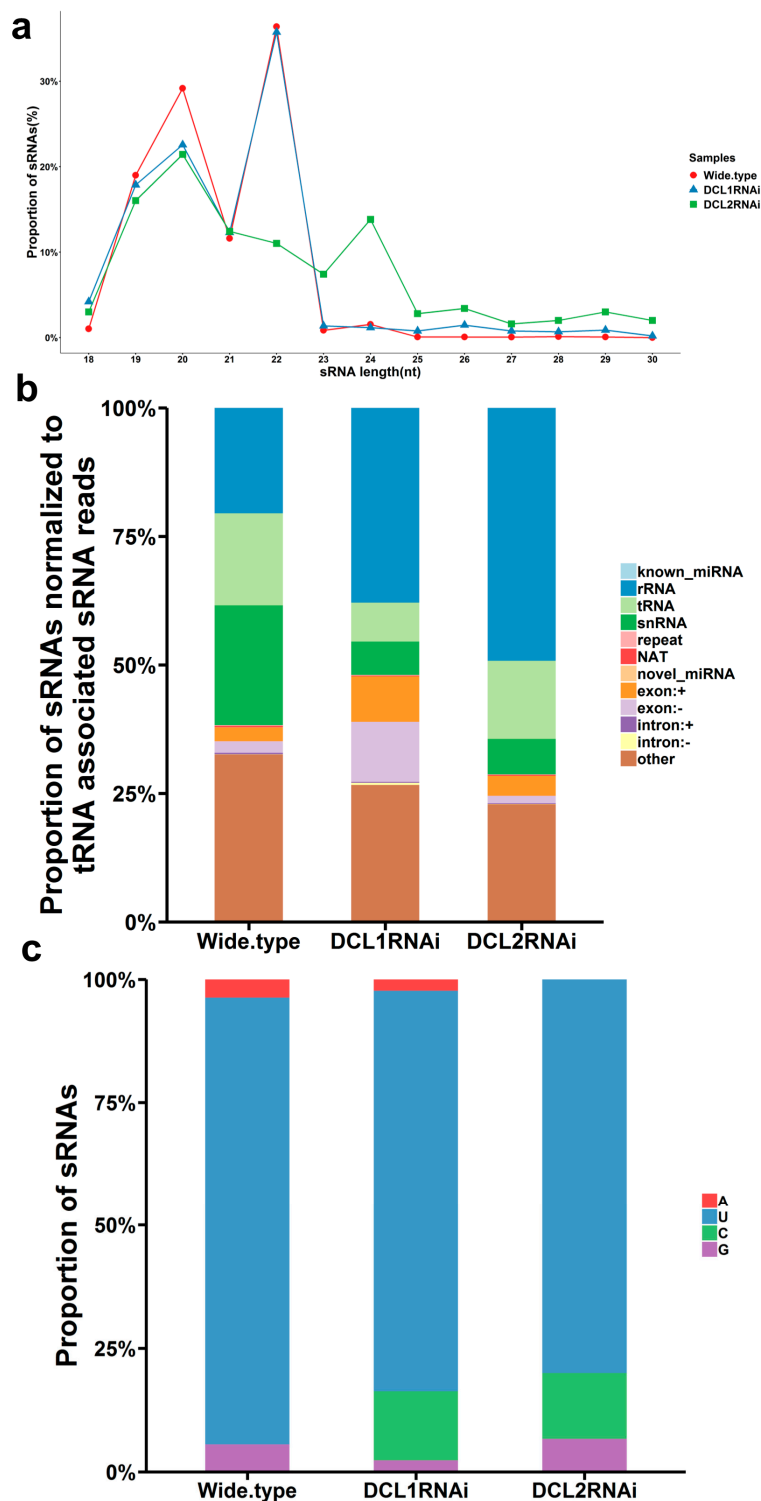 a
Proportion of sRNAs(%)
30%
20%
10%
0%
18 19 20 21 22 23 24 25 26 27 28 29 30
sRNA length(nt)
Samples
Wide.type
DCL1RNAi
DCL2RNAi
b
Proportion of sRNAs normalized to
tRNA associated sRNA reads
100%
75%
50%
25%
0%
Wide.type DCL1RNAi DCL2RNAi
known_miRNA
rRNA
tRNA
snRNA
repeat
NAT
novel_miRNA
exon:+
exon:-
intron:+
intron:-
other
c
Proportion of sRNAs
100%
75%
50%
25%
0%
Wide.type DCL1RNAi DCL2RNAi
A
U
C
G